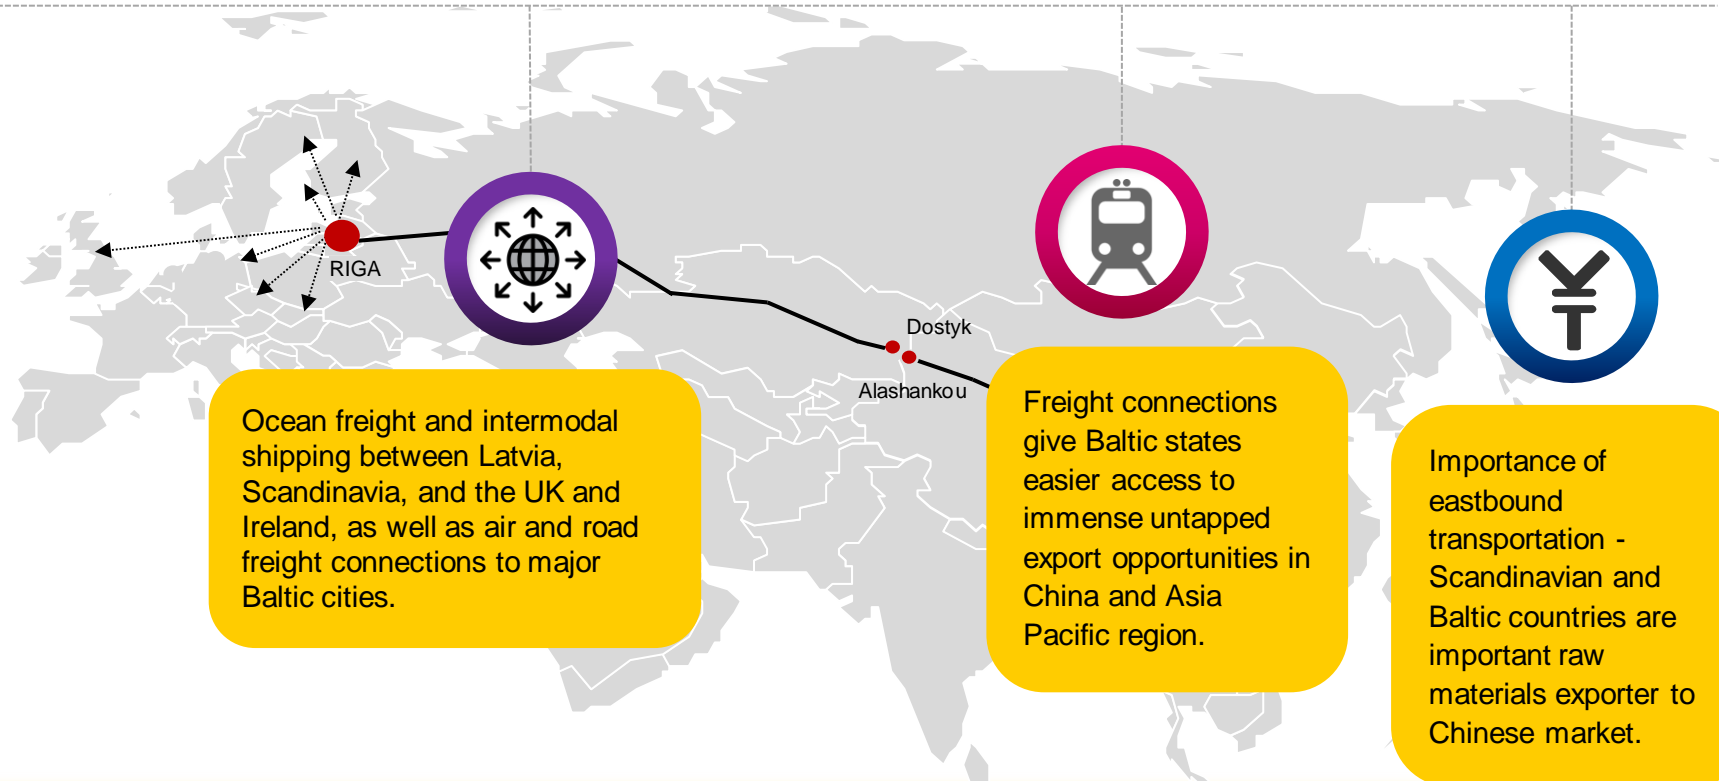 RIGA
Dostyk
Alashankou
Ocean freight and intermodal
shipping between Latvia,
Scandinavia, and the UK and
Ireland, as well as air and road
freight connections to major
Baltic cities.
Freight connections
give Baltic states
easier access to
immense untapped
export opportunities in
China and Asia
Pacific region.
Importance of
eastbound
transportation -
Scandinavian and
Baltic countries are
important raw
materials exporter to
Chinese market.